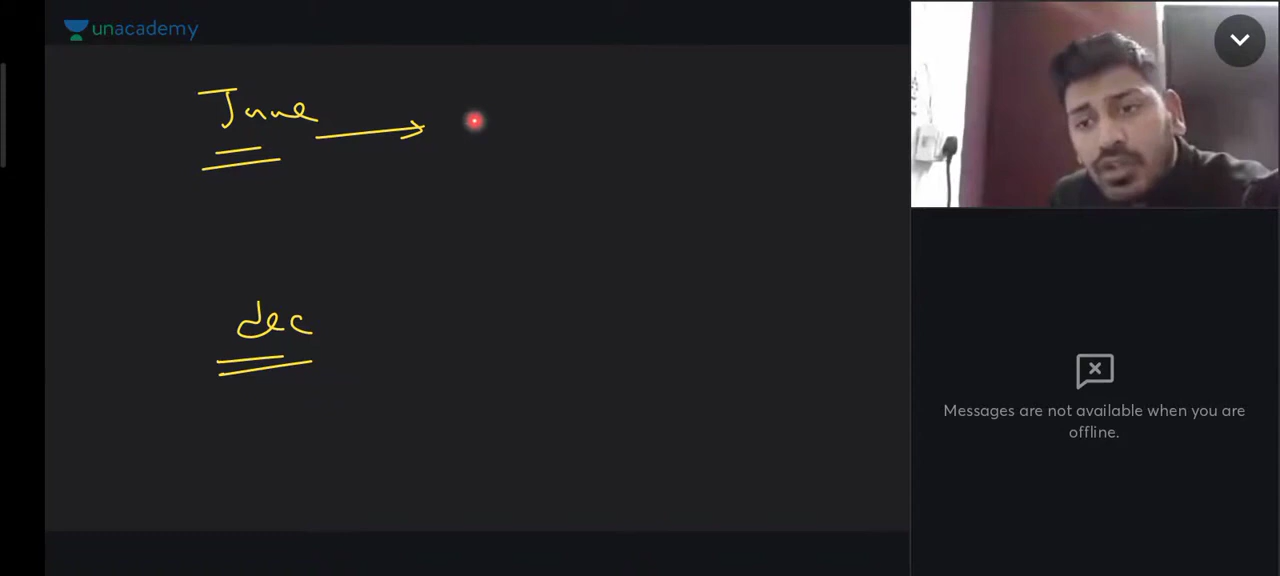 unacademy
June
dec
Messages are not available when you are
offline.